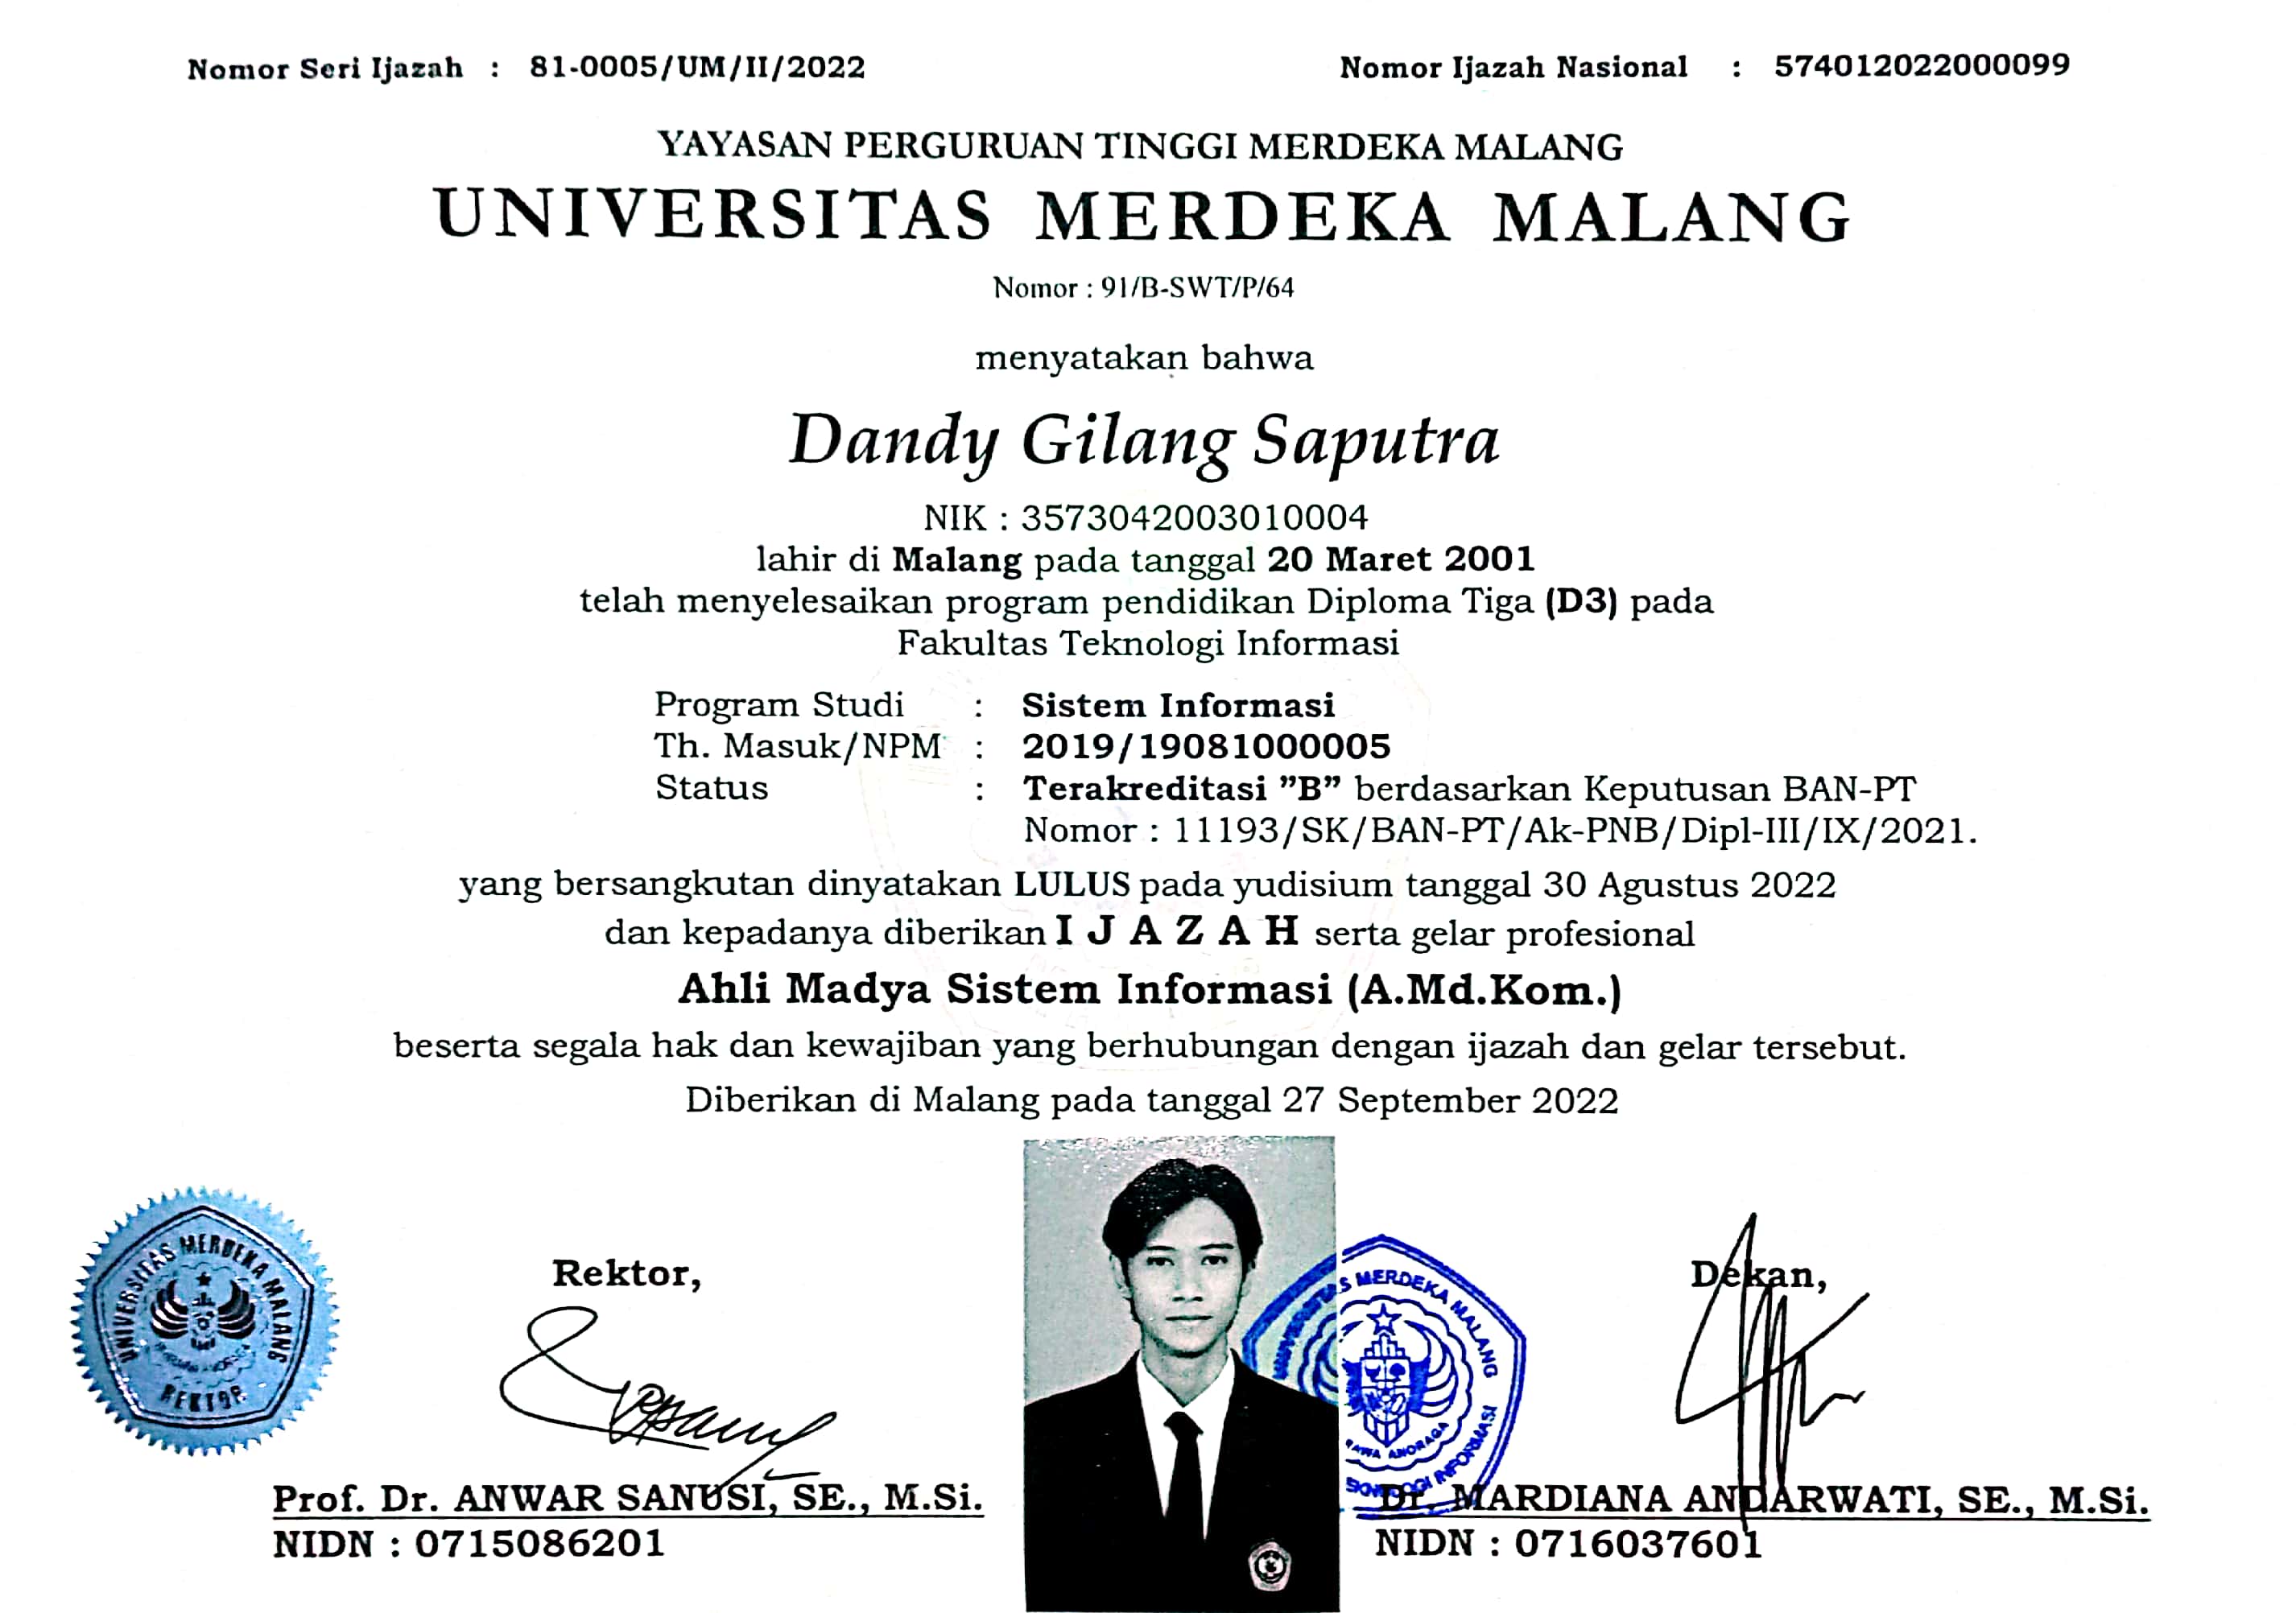 Nomor Seri Ijazah : 81-0005/UM/II/2022
Nomor Ijazah Nasional : 574012022000099
YAYASAN PERGURUAN TINGGI MERDEKA MALANG
UNIVERSITAS MERDEKA MALANG
Nomor : 91/B-SWT/P/64
menyatakan bahwa
Dandy Gilang Saputra
NIK : 3573042003010004
lahir di Malang pada tanggal 20 Maret 2001
telah menyelesaikan program pendidikan Diploma Tiga (D3) pada
Fakultas Teknologi Informasi
Program Studi : Sistem Informasi
Th. Masuk/NPM : 2019/19081000005
Status : Terakreditasi ”B” berdasarkan Keputusan BAN-PT
Nomor : 11193/SK/BAN-PT/Ak-PNB/Dipl-III/IX/2021.
yang bersangkutan dinyatakan LULUS pada yudisium tanggal 30 Agustus 2022
dan kepadanya diberikan I J A Z A H serta gelar profesional
Ahli Madya Sistem Informasi (A.Md.Kom.)
beserta segala hak dan kewajiban yang berhubungan dengan ijazah dan gelar tersebut.
Diberikan di Malang pada tanggal 27 September 2022
UNIVERSITAS MERDEKA MALANG
REKTOR
Rektor,
Prof. Dr. ANWAR SANUSI, SE., M.Si.
NIDN : 0715086201
MERDEKA MALANG
INFORMASI
Dekan,
Dr. MARDIANA ANDARWATI, SE., M.Si.
NIDN : 0716037601